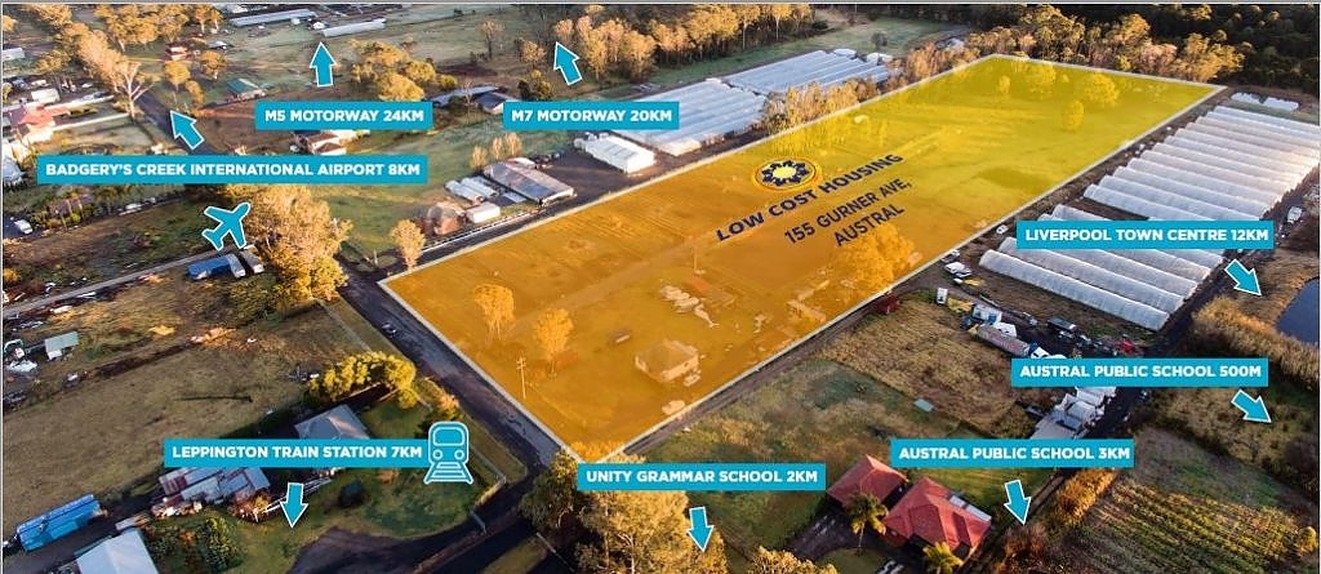 M5 MOTORWAY 24KM
M7 MOTORWAY 20KM
BADGERY'S CREEK INTERNATIONAL AIRPORT 8KM
LOW COST HOUSING
155 GURNER AVE,
AUSTRAL
LIVERPOOL TOWN CENTRE 12KM
AUSTRAL PUBLIC SCHOOL 500M
LEPPINGTON TRAIN STATION 7KM
UNITY GRAMMAR SCHOOL 2KM
AUSTRAL PUBLIC SCHOOL 3KM